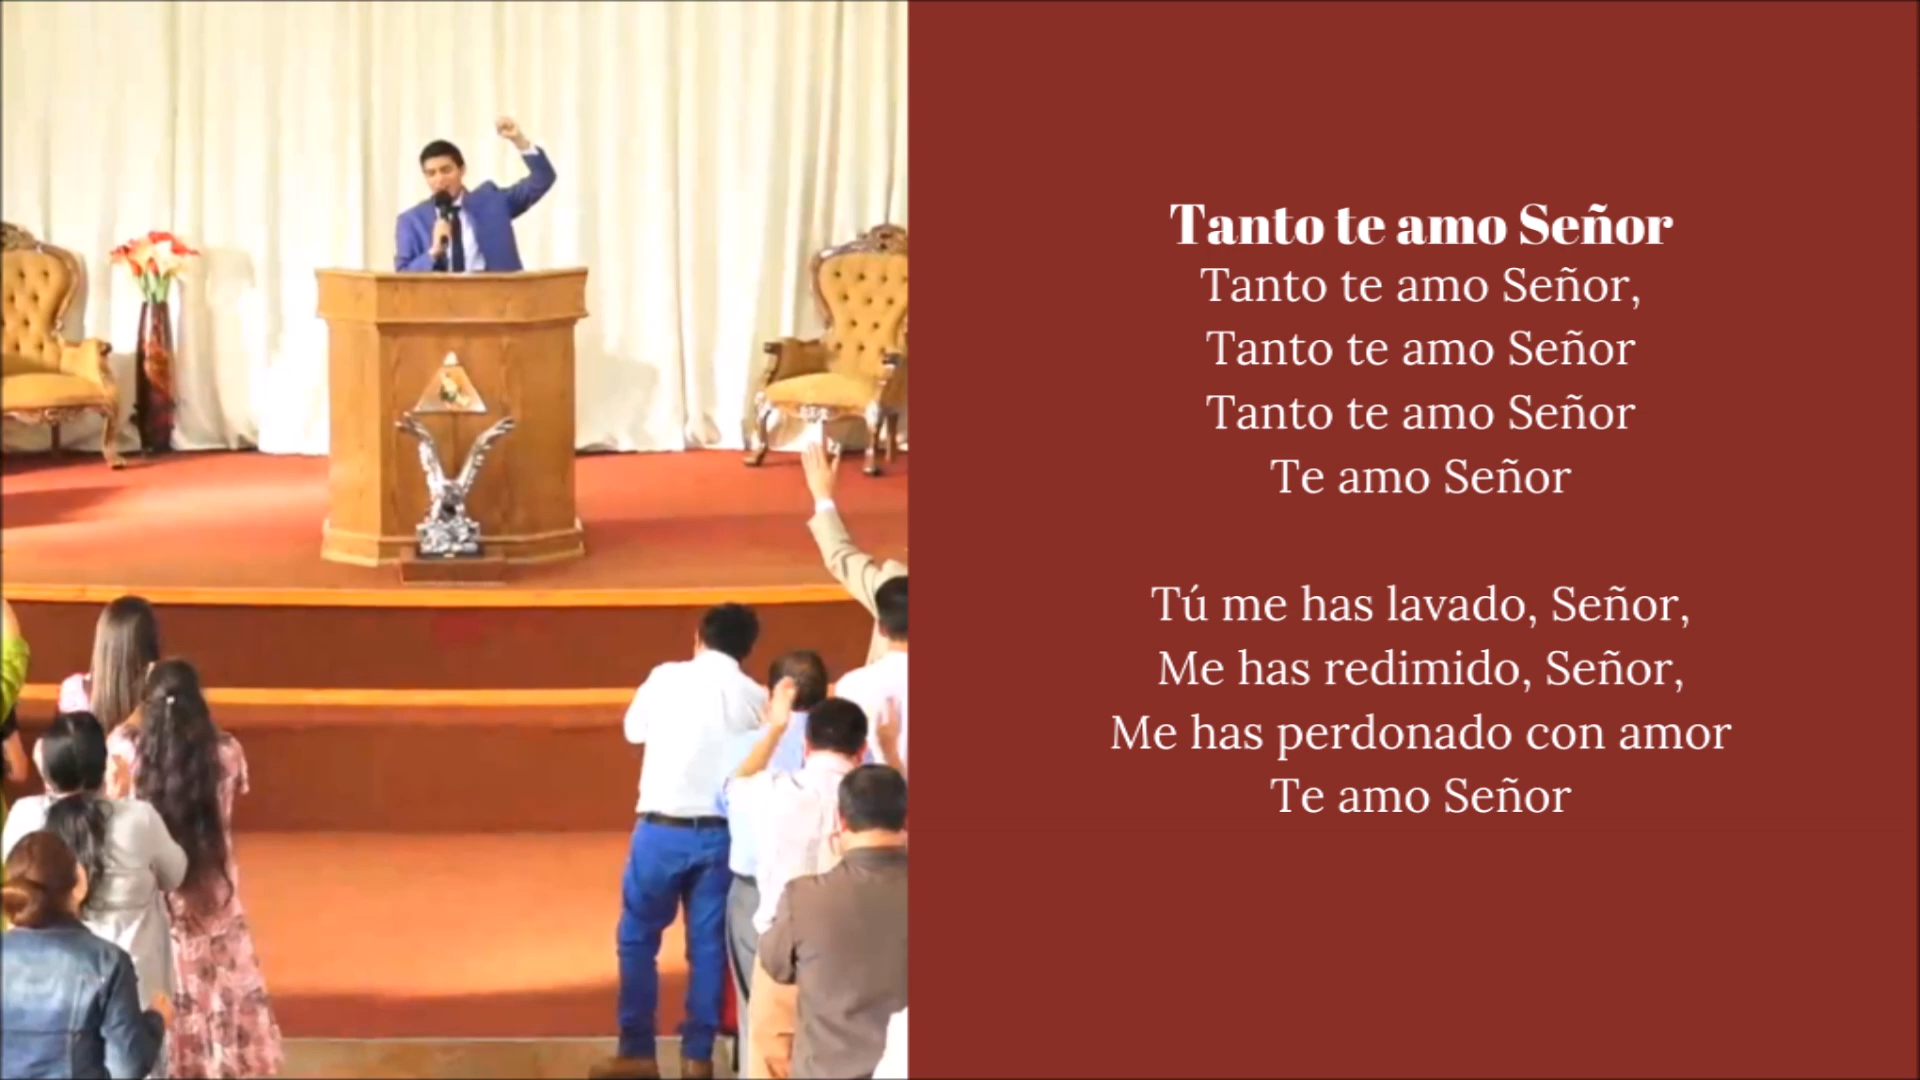 Tanto te amo Señor
Tanto te amo Señor,
Tanto te amo Señor
Tanto te amo Señor
Te amo Señor
Tú me has lavado, Señor,
Me has redimido, Señor,
Me has perdonado con amor
Te amo Señor